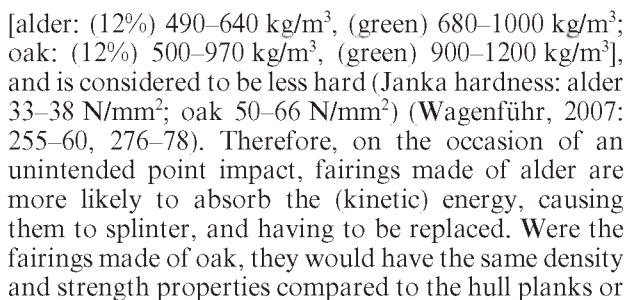 [alder: (12%) 490–640 kg/m³, (green) 680–1000 kg/m³;
oak: (12%) 500–970 kg/m³, (green) 900–1200 kg/m³],
and is considered to be less hard (Janka hardness: alder
33–38 N/mm²; oak 50–66 N/mm²) (Wagenführ, 2007:
255–60, 276–78). Therefore, on the occasion of an
unintended point impact, fairings made of alder are
more likely to absorb the (kinetic) energy, causing
them to splinter, and having to be replaced. Were the
fairings made of oak, they would have the same density
and strength properties compared to the hull planks or